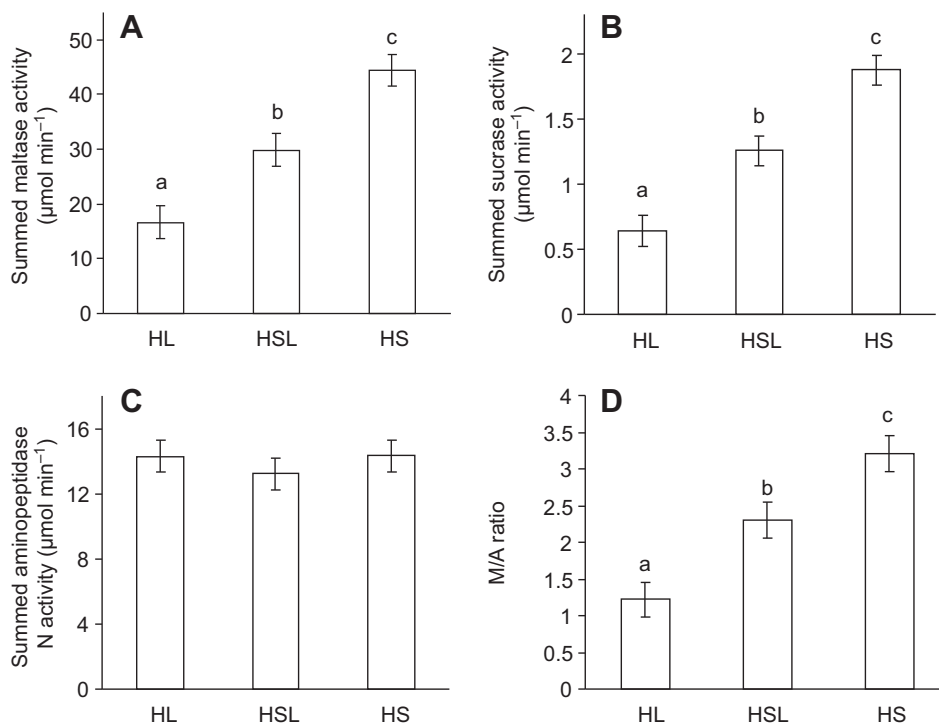 A
Summed maltase activity
(µmol min–1)
50
40
30
20
10
0
a
b
c
HL
HSL
HS
B
Summed sucrase activity
(µmol min–1)
2
1.5
1
0.5
0
a
b
c
HL
HSL
HS
C
Summed aminopeptidase
N activity (µmol min–1)
16
14
12
8
4
0
HL
HSL
HS
D
M/A ratio
4
3.5
3
2.5
2
1.5
1
0.5
0
a
b
c
HL
HSL
HS